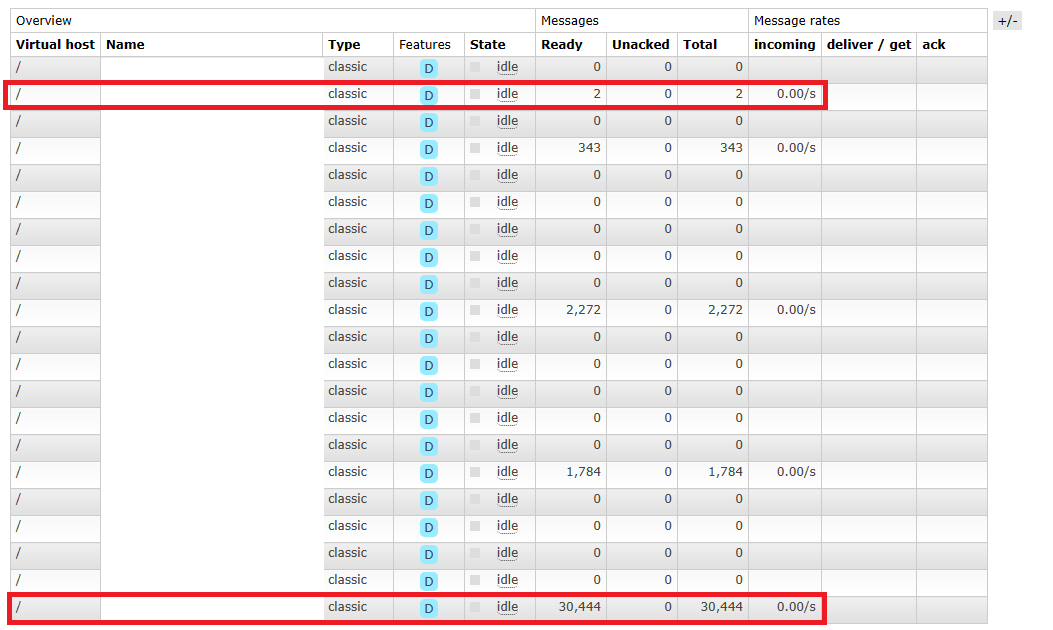 Overview Messages Message rates +/-
Virtual host Name Type Features State Ready Unacked Total incoming deliver / get ack
/ classic D idle 0 0 0
/ classic D idle 2 0 2 0.00/s
/ classic D idle 0 0 0
/ classic D idle 343 0 343 0.00/s
/ classic D idle 0 0 0
/ classic D idle 0 0 0
/ classic D idle 0 0 0
/ classic D idle 0 0 0
/ classic D idle 0 0 0
/ classic D idle 2,272 0 2,272 0.00/s
/ classic D idle 0 0 0
/ classic D idle 0 0 0
/ classic D idle 0 0 0
/ classic D idle 0 0 0
/ classic D idle 0 0 0
/ classic D idle 1,784 0 1,784 0.00/s
/ classic D idle 0 0 0
/ classic D idle 0 0 0
/ classic D idle 0 0 0
/ classic D idle 0 0 0
/ classic D idle 30,444 0 30,444 0.00/s